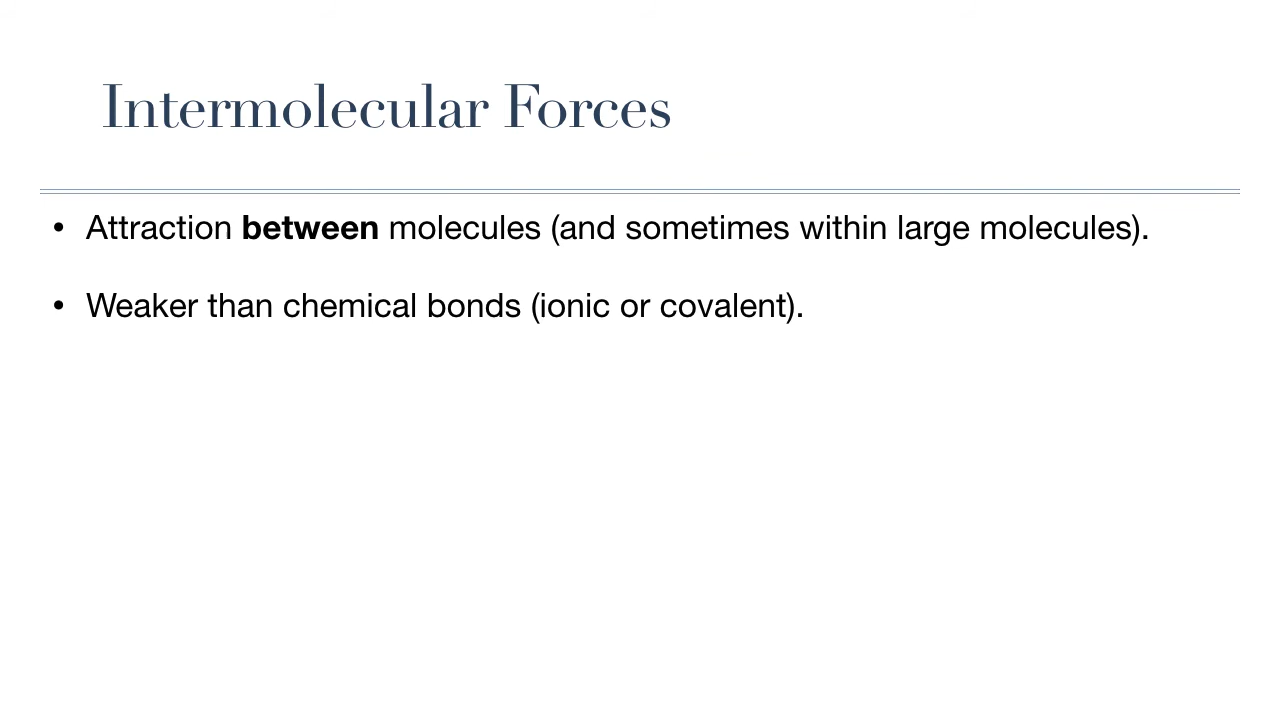 Intermolecular Forces
• Attraction between molecules (and sometimes within large molecules).
• Weaker than chemical bonds (ionic or covalent).